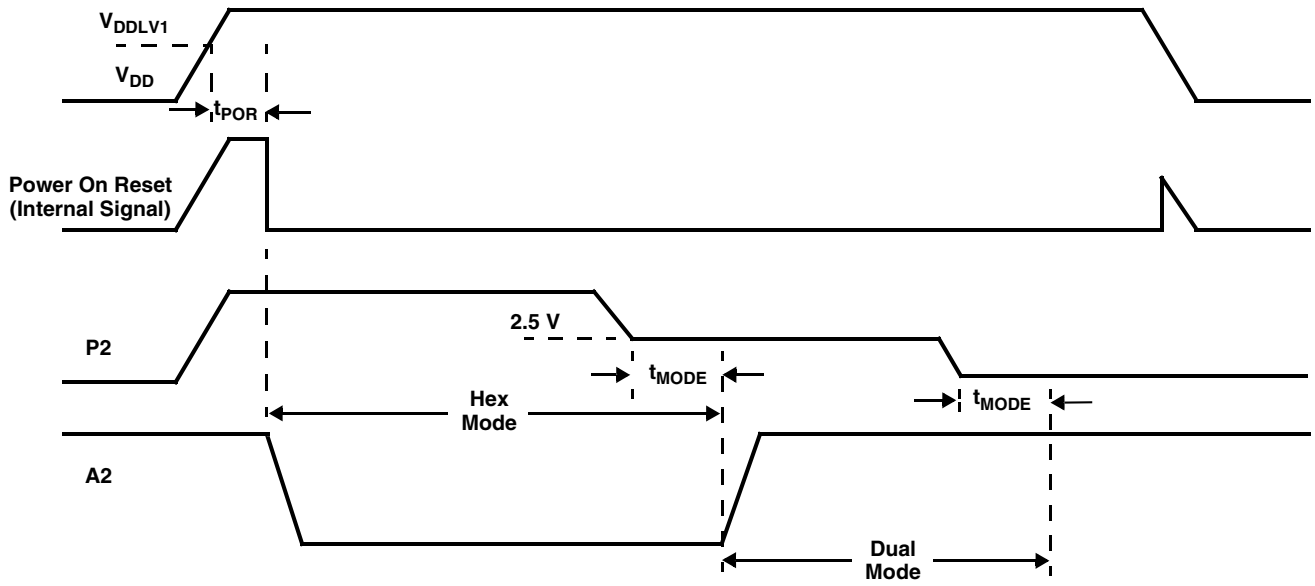 VDDLV1
VDD
tPOR
Power On Reset
(Internal Signal)
2.5 V
P2
tMODE
tMODE
Hex
Mode
A2
Dual
Mode